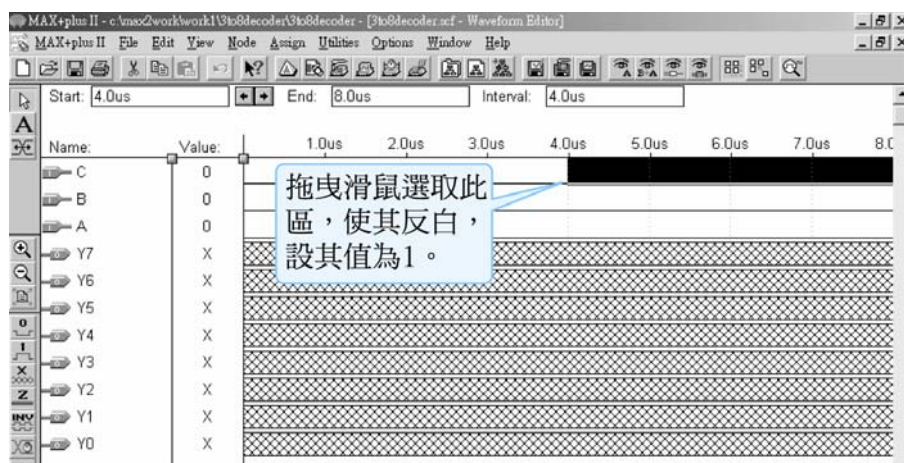 MAX+plus II - c:\max2work\work1\3to8decoder\3to8decoder - [3to8decoder.scf - Waveform Editor]
MAX+plus II File Edit View Node Assign Utilities Options Window Help
Start: 4.0us End: 8.0us Interval: 4.0us
Name: Value: 1.0us 2.0us 3.0us 4.0us 5.0us 6.0us 7.0us 8.0
C 0
B 0
A 0
拖曳滑鼠選取此
區，使其反白，
設其值為1。
Y7 X
Y6 X
Y5 X
Y4 X
Y3 X
Y2 X
Y1 X
Y0 X